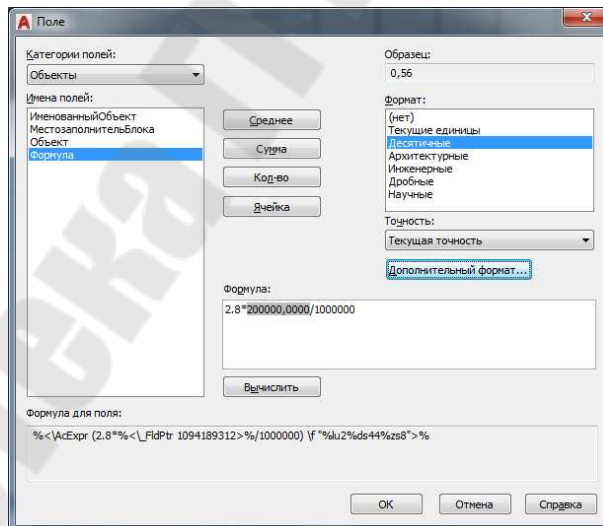 Поле
Категории полей:
Объекты
Имена полей:
ИменованныйОбъект
МестозаполнительБлока
Объект
Формула
Среднее
Сумма
Кол-во
Ячейка
Образец:
0,56
Формат:
(нет)
Текущие единицы
Десятичные
Архитектурные
Инженерные
Дробные
Научные
Точность:
Текущая точность
Дополнительный формат...
Формула:
2.8*200000,0000/1000000
Вычислить
Формула для поля:
%<\AcExpr (2.8*%<\_FldPtr 1094189312>%/1000000) \f "%lu2%ds44%zs8">%
ОК
Отмена
Справка